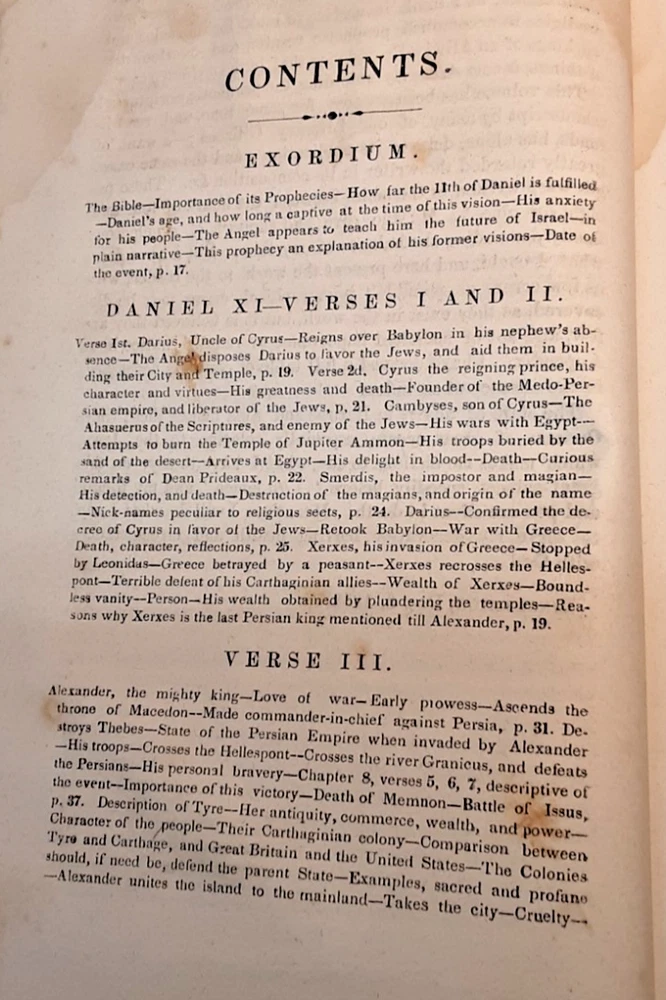 CONTENTS.
EXORDIUM.
The Bible—Importance of its Prophecies—How far the 11th of Daniel is fulfilled
—Daniel's age, and how long a captive at the time of this vision—His anxiety
for his people—The Angel appears to teach him the future of Israel—in
plain narrative—This prophecy an explanation of his former visions—Date of
the event, p. 17.
DANIEL XI—VERSES I AND II.
Verse 1st. Darius, Uncle of Cyrus—Reigns over Babylon in his nephew's ab-
sence—The Angel disposes Darius to favor the Jews, and aid them in buil-
ding their City and Temple, p. 19. Verse 2d. Cyrus the reigning prince, his
character and virtues—His greatness and death—Founder of the Medo-Per-
sian empire, and liberator of the Jews, p, 21. Cambyses, son of Cyrus—The
Ahasuerus of the Scriptures, and enemy of the Jews—His wars with Egypt—
Attempts to burn the Temple of Jupiter Ammon—His troops buried by the
sand of the desert—Arrives at Egypt—His delight in blood--Death—Curious
remarks of Dean Prideaux, p. 22. Smerdis, the impostor and magian—
His detection, and death—Destruction of the magians, and origin of the name
—Nick-names peculiar to religious sects, p. 24. Darius--Confirmed the de-
cree of Cyrus in favor of the Jews—Retook Babylon--War with Greece—
Death, character, reflections, p. 25. Xerxes, his invasion of Greece—Stopped
by Leonidas—Greece betrayed by a peasant--Xerxes recrosses the Helles-
pont—Terrible defeat of his Carthaginian allies--Wealth of Xerxes—Bound-
less vanity--Person—His wealth obtained by plundering the temples—Rea-
sons why Xerxes is the last Persian king mentioned till Alexander, p. 19.
VERSE III.
Alexander, the mighty king—Love of war—Early prowess—Ascends the
throne of Macedon--Made commander-in-chief against Persia, p. 31. De-
stroys Thebes—State of the Persian Empire when invaded by Alexander
—His troops—Crosses the Hellespont--Crosses the river Granicus, and defeats
the Persians—His personal bravery—Chapter 8, verses 5, 6, 7, descriptive of
the event--Importance of this victory—Death of Memnon—Battle of Issus,
p. 37. Description of Tyre--Her antiquity, commerce, wealth, and power—
Character of the people—Their Carthaginian colony—Comparison between
Tyre and Carthage, and Great Britain and the United States—The Colonies
should, if need be, defend the parent State—Examples, sacred and profane
—Alexander unites the island to the mainland—Takes the city—Cruelty—